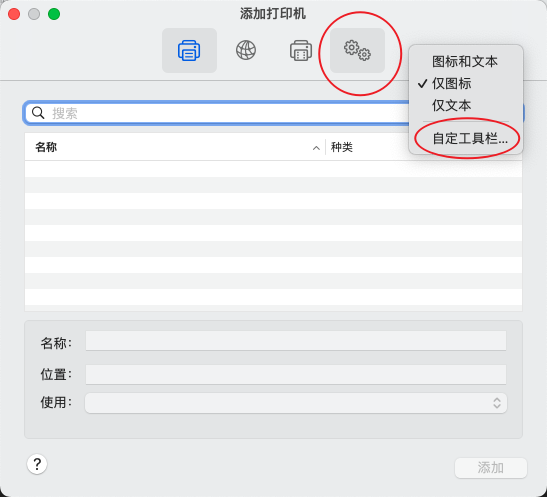 添加打印机
图标和文本
✓ 仅图标
仅文本
自定工具栏...
搜索
名称
种类
名称：
位置：
使用：
?
添加